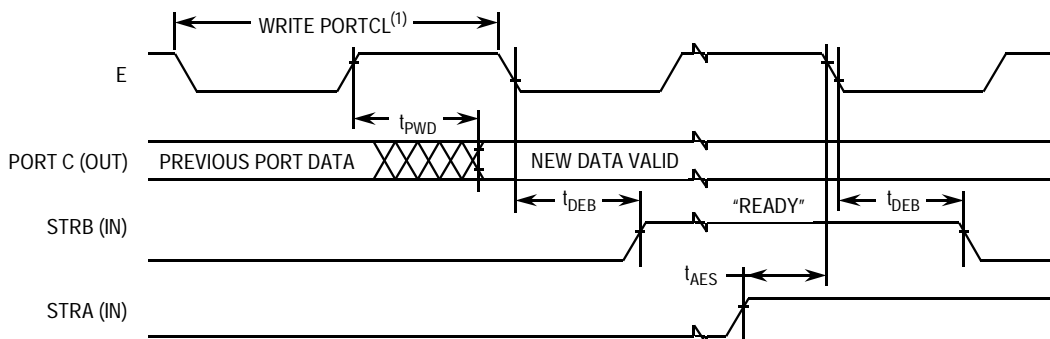 WRITE PORTCL(1)
E
tPWD
PORT C (OUT)
PREVIOUS PORT DATA
NEW DATA VALID
tDEB
"READY"
tDEB
STRB (IN)
tAES
STRA (IN)